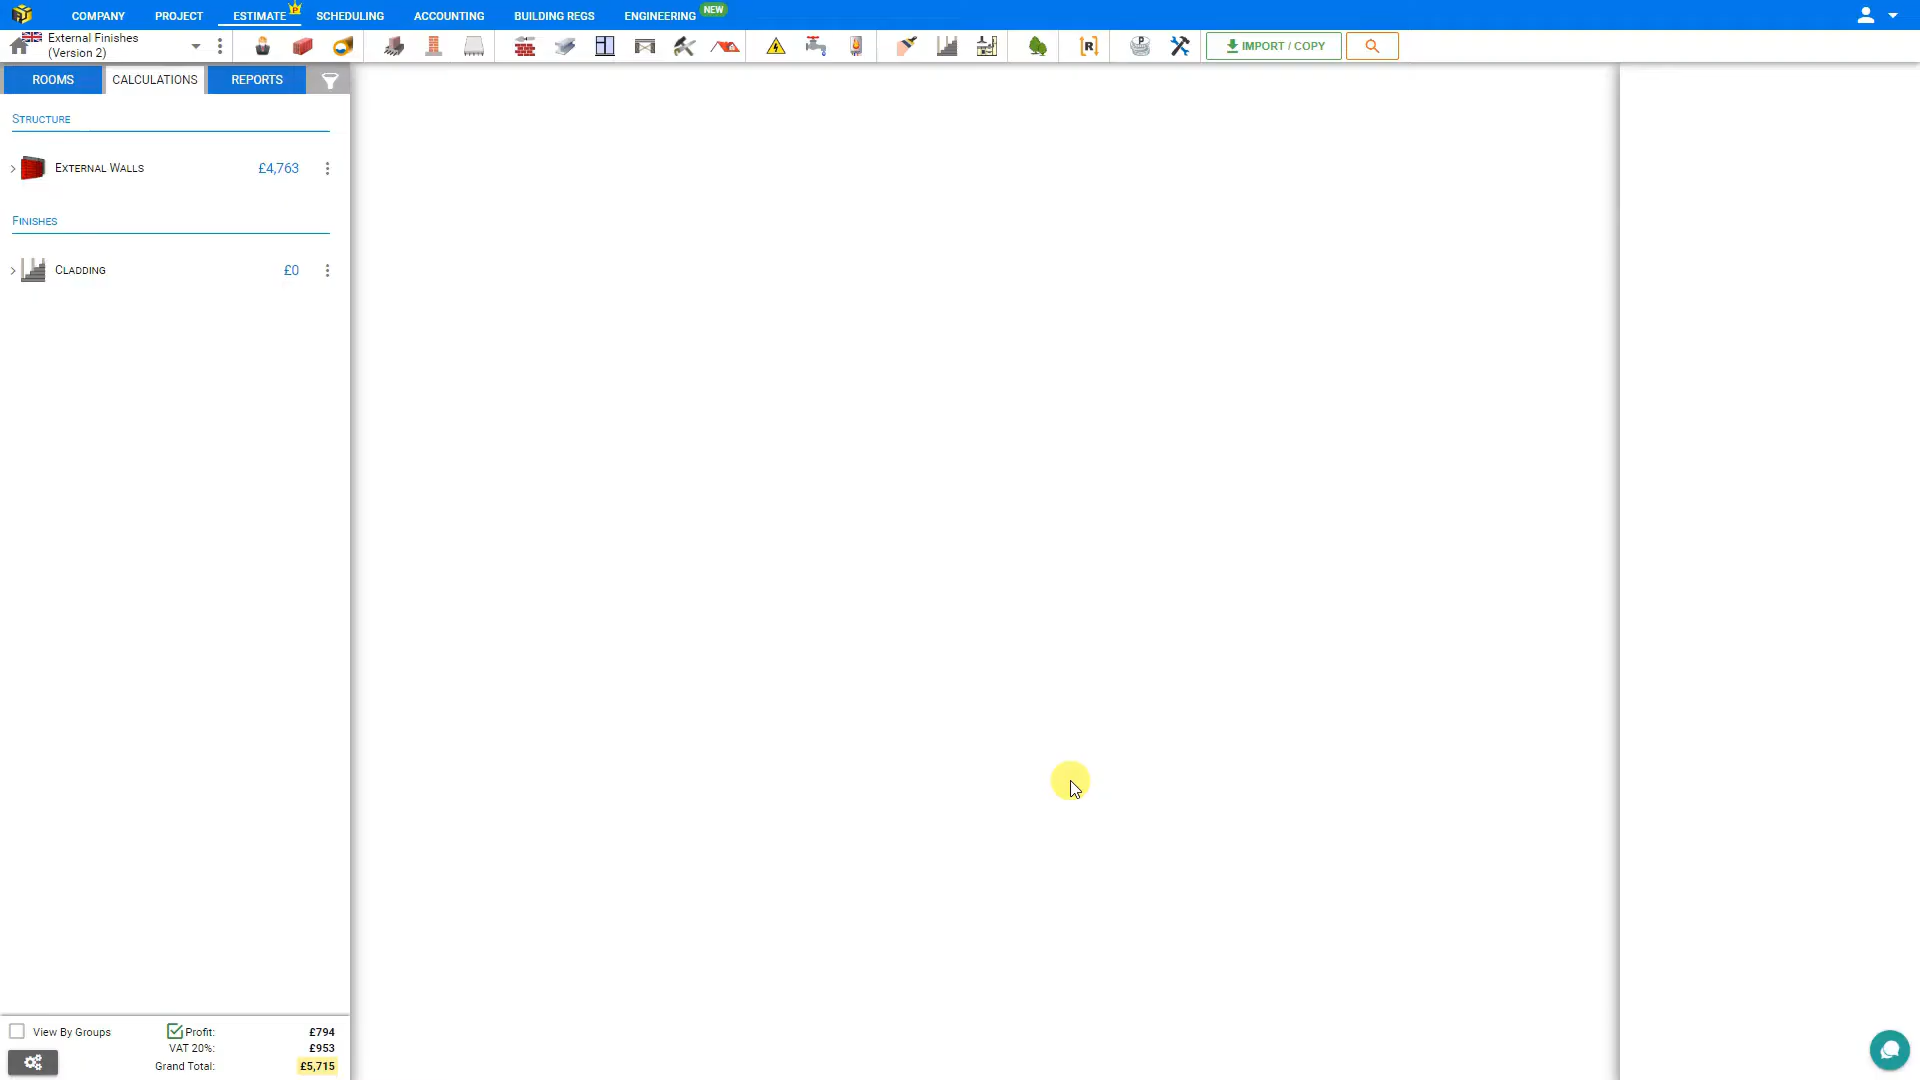 COMPANY PROJECT ESTIMATE SCHEDULING ACCOUNTING BUILDING REGS ENGINEERING NEW
External Finishes
(Version 2)
R P IMPORT / COPY
ROOMS CALCULATIONS REPORTS
Structure
External Walls £4,763
Finishes
Cladding £0
View By Groups Profit: £794
VAT 20%: £953
Grand Total: £5,715